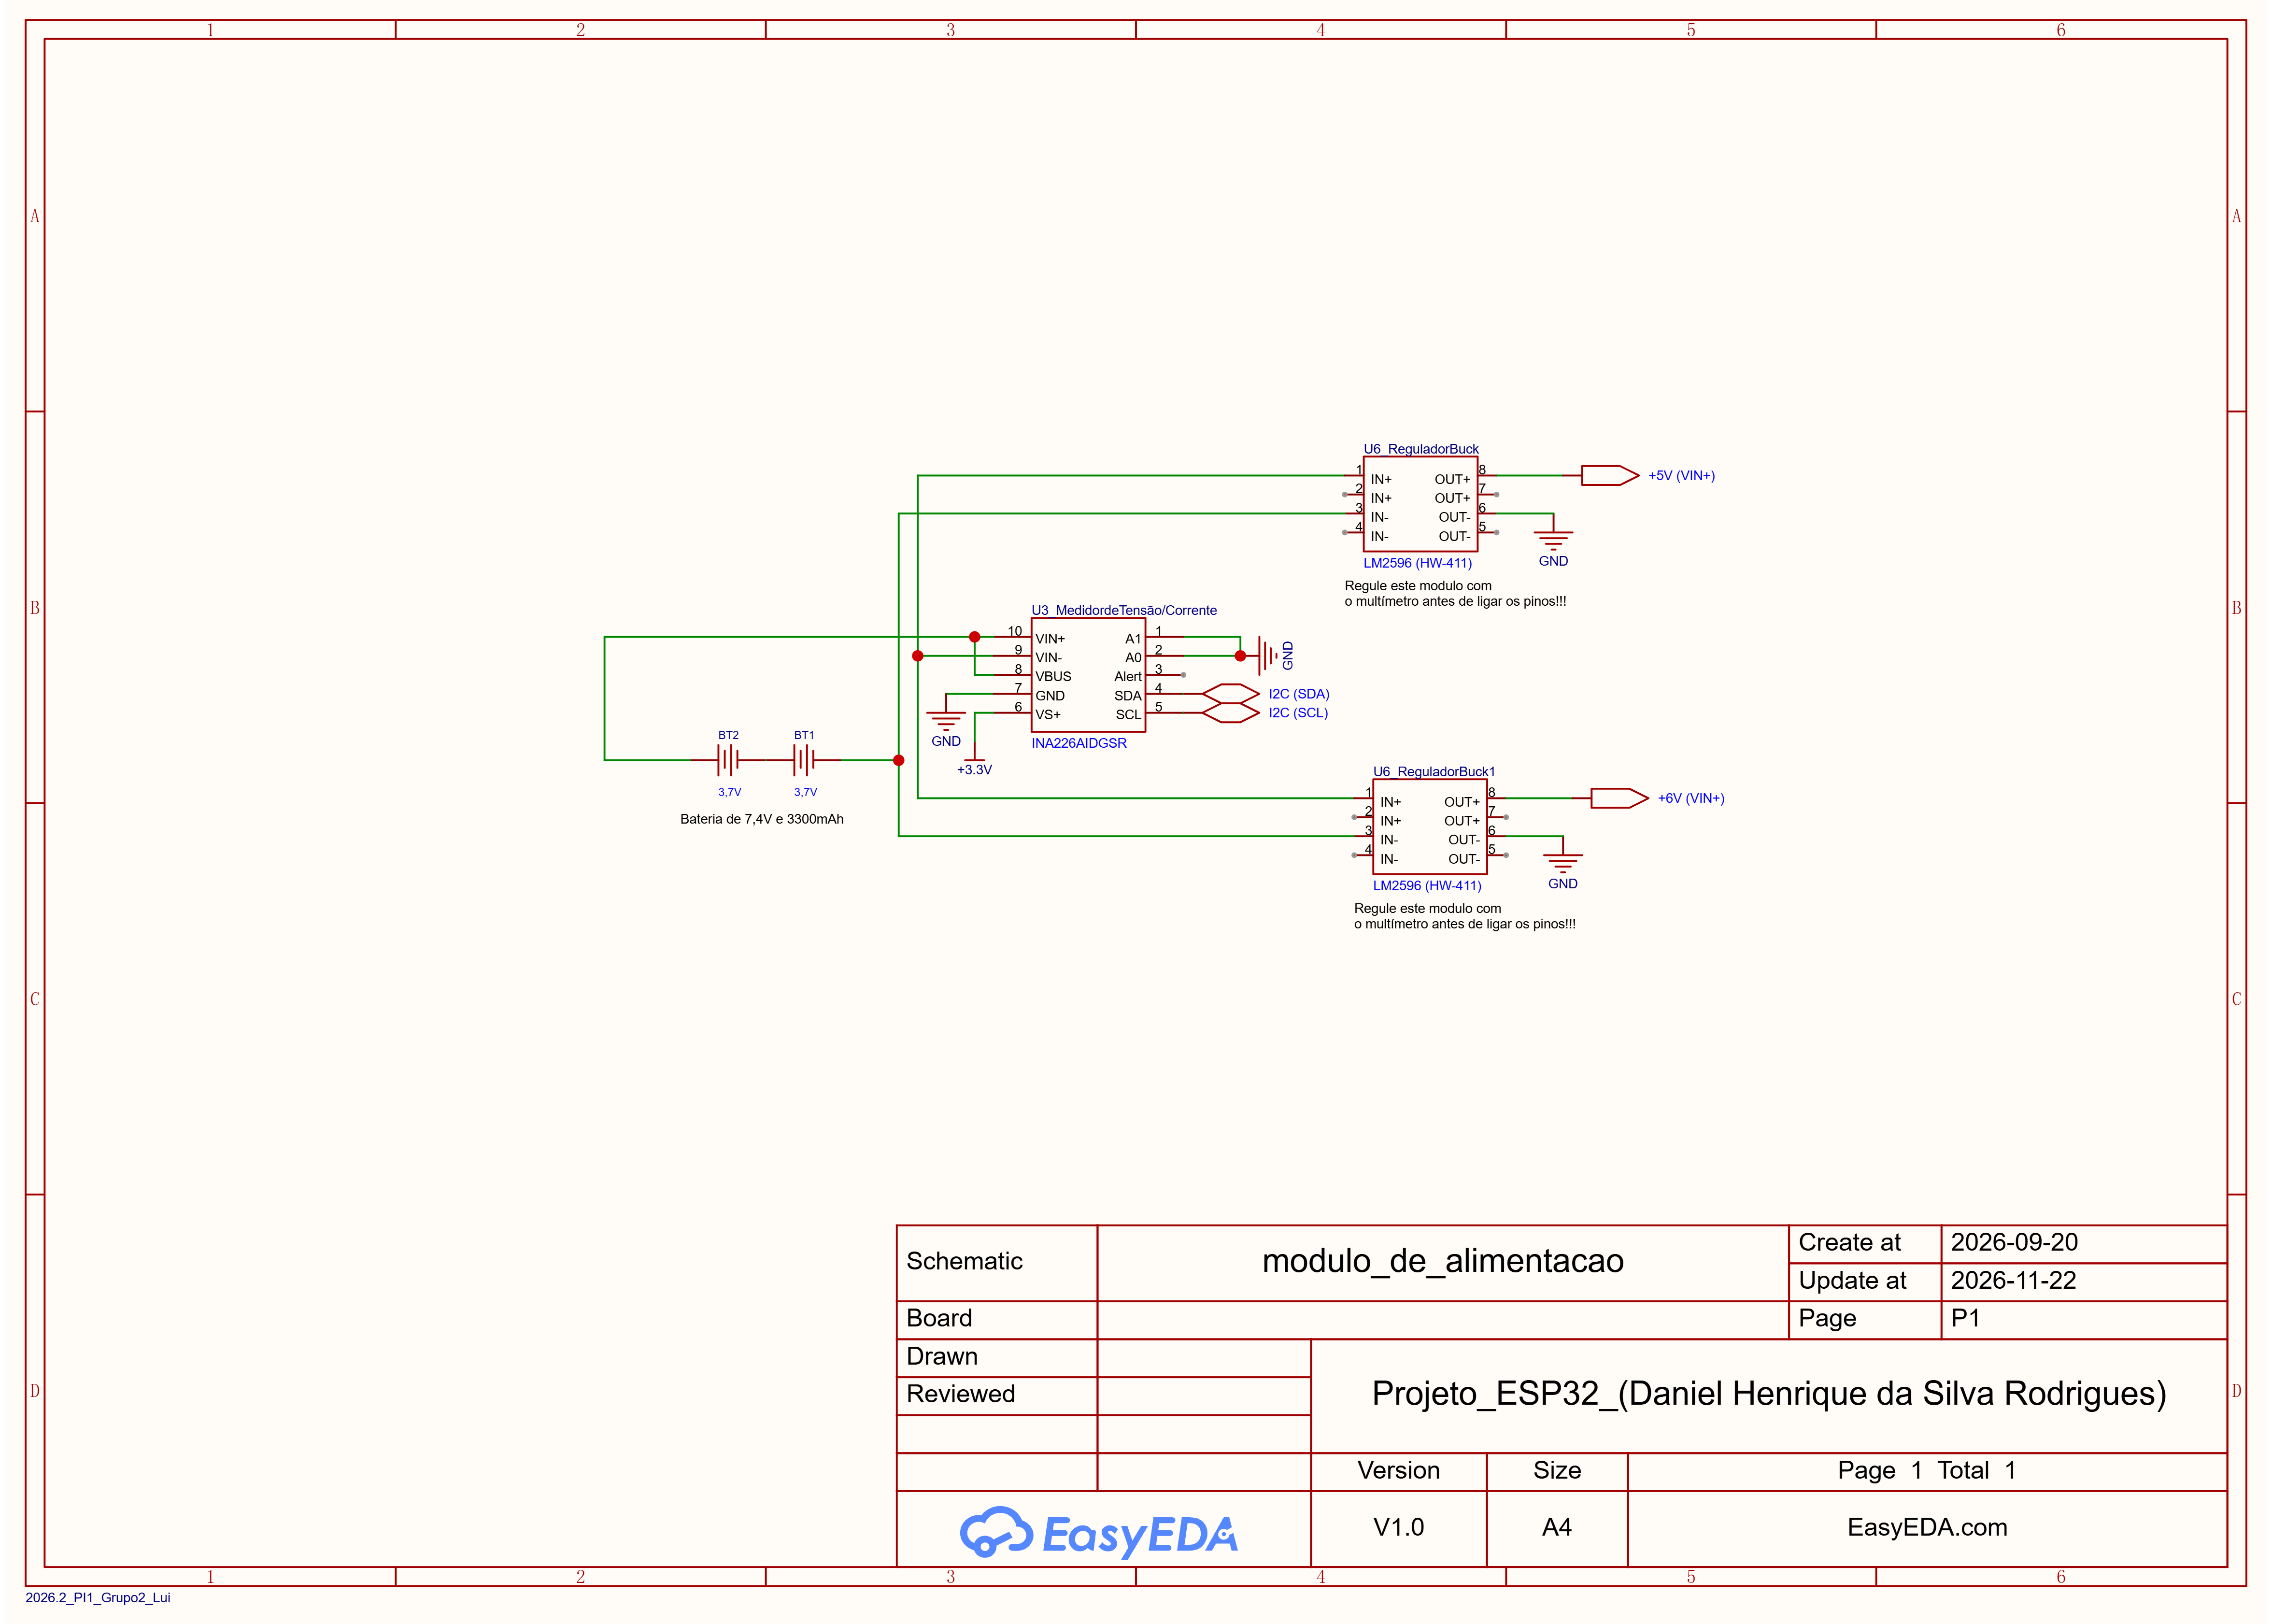 1 2 3 4 5 6
A A
B B
C C
D D
U6_ReguladorBuck
1 IN+ OUT+ 8
2 IN+ OUT+ 7
3 IN- OUT- 6
4 IN- OUT- 5
+5V (VIN+)
GND
LM2596 (HW-411)
Regule este modulo com
o multímetro antes de ligar os pinos!!!
U3_MedidordeTensão/Corrente
10 VIN+ A1 1
9 VIN- A0 2
8 VBUS Alert 3
7 GND SDA 4
6 VS+ SCL 5
GND
I2C (SDA)
I2C (SCL)
GND
+3.3V
INA226AIDGSR
BT2 BT1
3,7V 3,7V
Bateria de 7,4V e 3300mAh
U6_ReguladorBuck1
1 IN+ OUT+ 8
2 IN+ OUT+ 7
3 IN- OUT- 6
4 IN- OUT- 5
+6V (VIN+)
GND
LM2596 (HW-411)
Regule este modulo com
o multímetro antes de ligar os pinos!!!
Schematic modulo_de_alimentacao
Create at 2026-09-20
Update at 2026-11-22
Board
Page P1
Drawn
Reviewed
Projeto_ESP32_(Daniel Henrique da Silva Rodrigues)
Version Size Page 1 Total 1
EasyEDA V1.0 A4 EasyEDA.com
1 2 3 4 5 6
2026.2_PI1_Grupo2_Lui